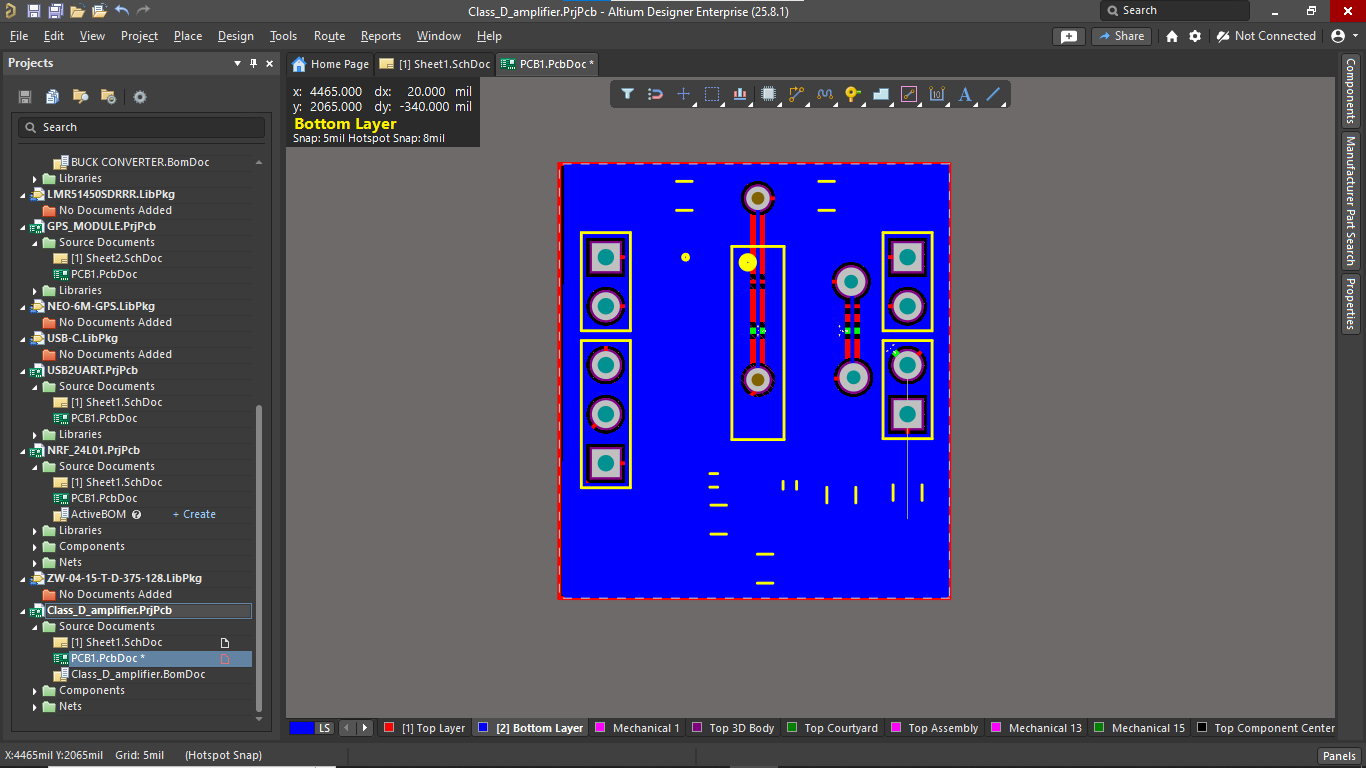 Class_D_amplifier.PrjPcb - Altium Designer Enterprise (25.8.1)
Search
File Edit View Project Place Design Tools Route Reports Window Help
Share
Not Connected
Projects
Home Page
[1] Sheet1.SchDoc
PCB1.PcbDoc *
x: 4465.000 dx: 20.000 mil
y: 2065.000 dy: -340.000 mil
Bottom Layer
Snap: 5mil Hotspot Snap: 8mil
Search
BUCK CONVERTER.BomDoc
Libraries
LMR51450SDRRR.LibPkg
No Documents Added
GPS_MODULE.PrjPcb
Source Documents
[1] Sheet2.SchDoc
PCB1.PcbDoc
Libraries
NEO-6M-GPS.LibPkg
No Documents Added
USB-C.LibPkg
No Documents Added
USB2UART.PrjPcb
Source Documents
[1] Sheet1.SchDoc
PCB1.PcbDoc
Libraries
NRF_24L01.PrjPcb
Source Documents
[1] Sheet1.SchDoc
PCB1.PcbDoc
ActiveBOM + Create
Libraries
Components
Nets
ZW-04-15-T-D-375-128.LibPkg
No Documents Added
Class_D_amplifier.PrjPcb
Source Documents
[1] Sheet1.SchDoc
PCB1.PcbDoc *
Class_D_amplifier.BomDoc
Components
Nets
Components
Manufacturer Part Search
Properties
LS
[1] Top Layer
[2] Bottom Layer
Mechanical 1
Top 3D Body
Top Courtyard
Top Assembly
Mechanical 13
Mechanical 15
Top Component Center
X:4465mil Y:2065mil Grid: 5mil (Hotspot Snap)
Panels